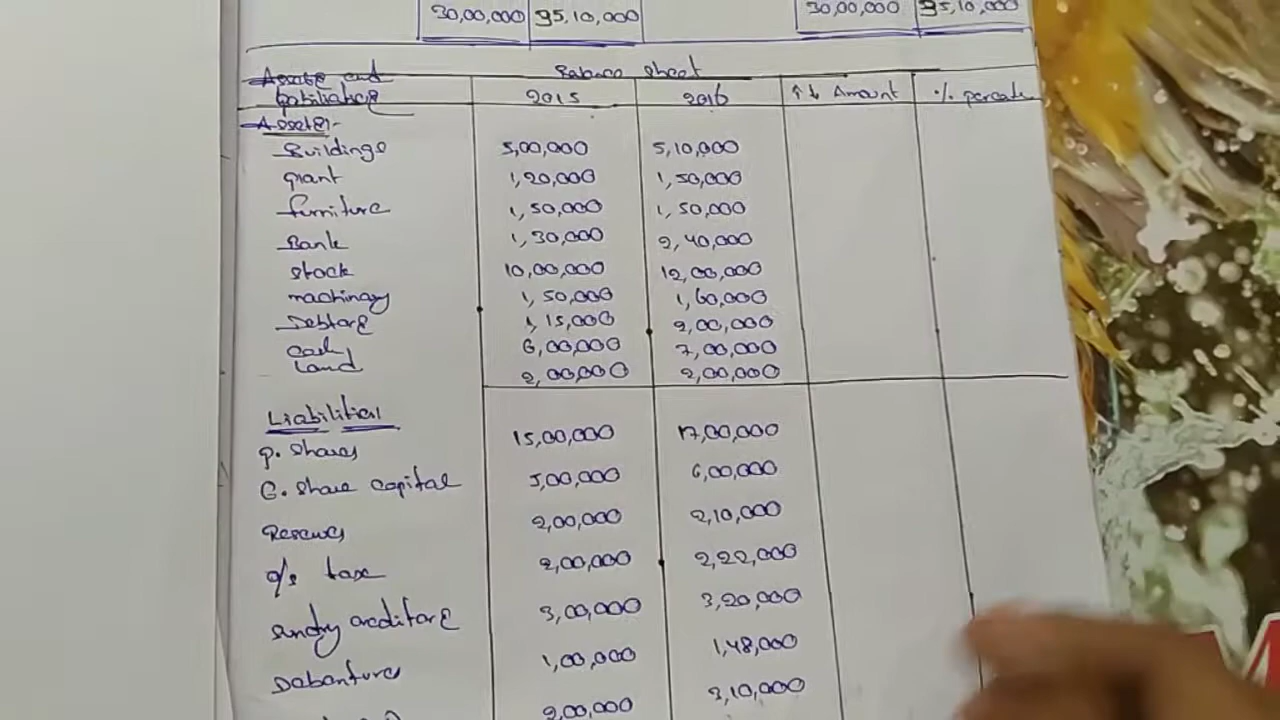 30,00,000 35,10,000 30,00,000 35,10,000
Balance sheet
Assets and
liabilities 2015 2016 ↑↓ Amount %
Assets:-
Buildings 5,00,000 5,10,000
plant 1,20,000 1,50,000
furniture 1,50,000 1,50,000
Bank 1,30,000 2,40,000
stock 10,00,000 12,00,000
machinary 1,50,000 1,60,000
Debtors 1,15,000 2,00,000
cash 6,00,000 7,00,000
Land 2,00,000 2,00,000
Liabilities
P. Shares 15,00,000 17,00,000
E. Share capital 5,00,000 6,00,000
Reserves 2,00,000 2,10,000
o/s tax 2,00,000 2,22,000
Sundry creditors 3,00,000 3,20,000
Debenture 1,00,000 1,48,000
2,00,000 3,10,000